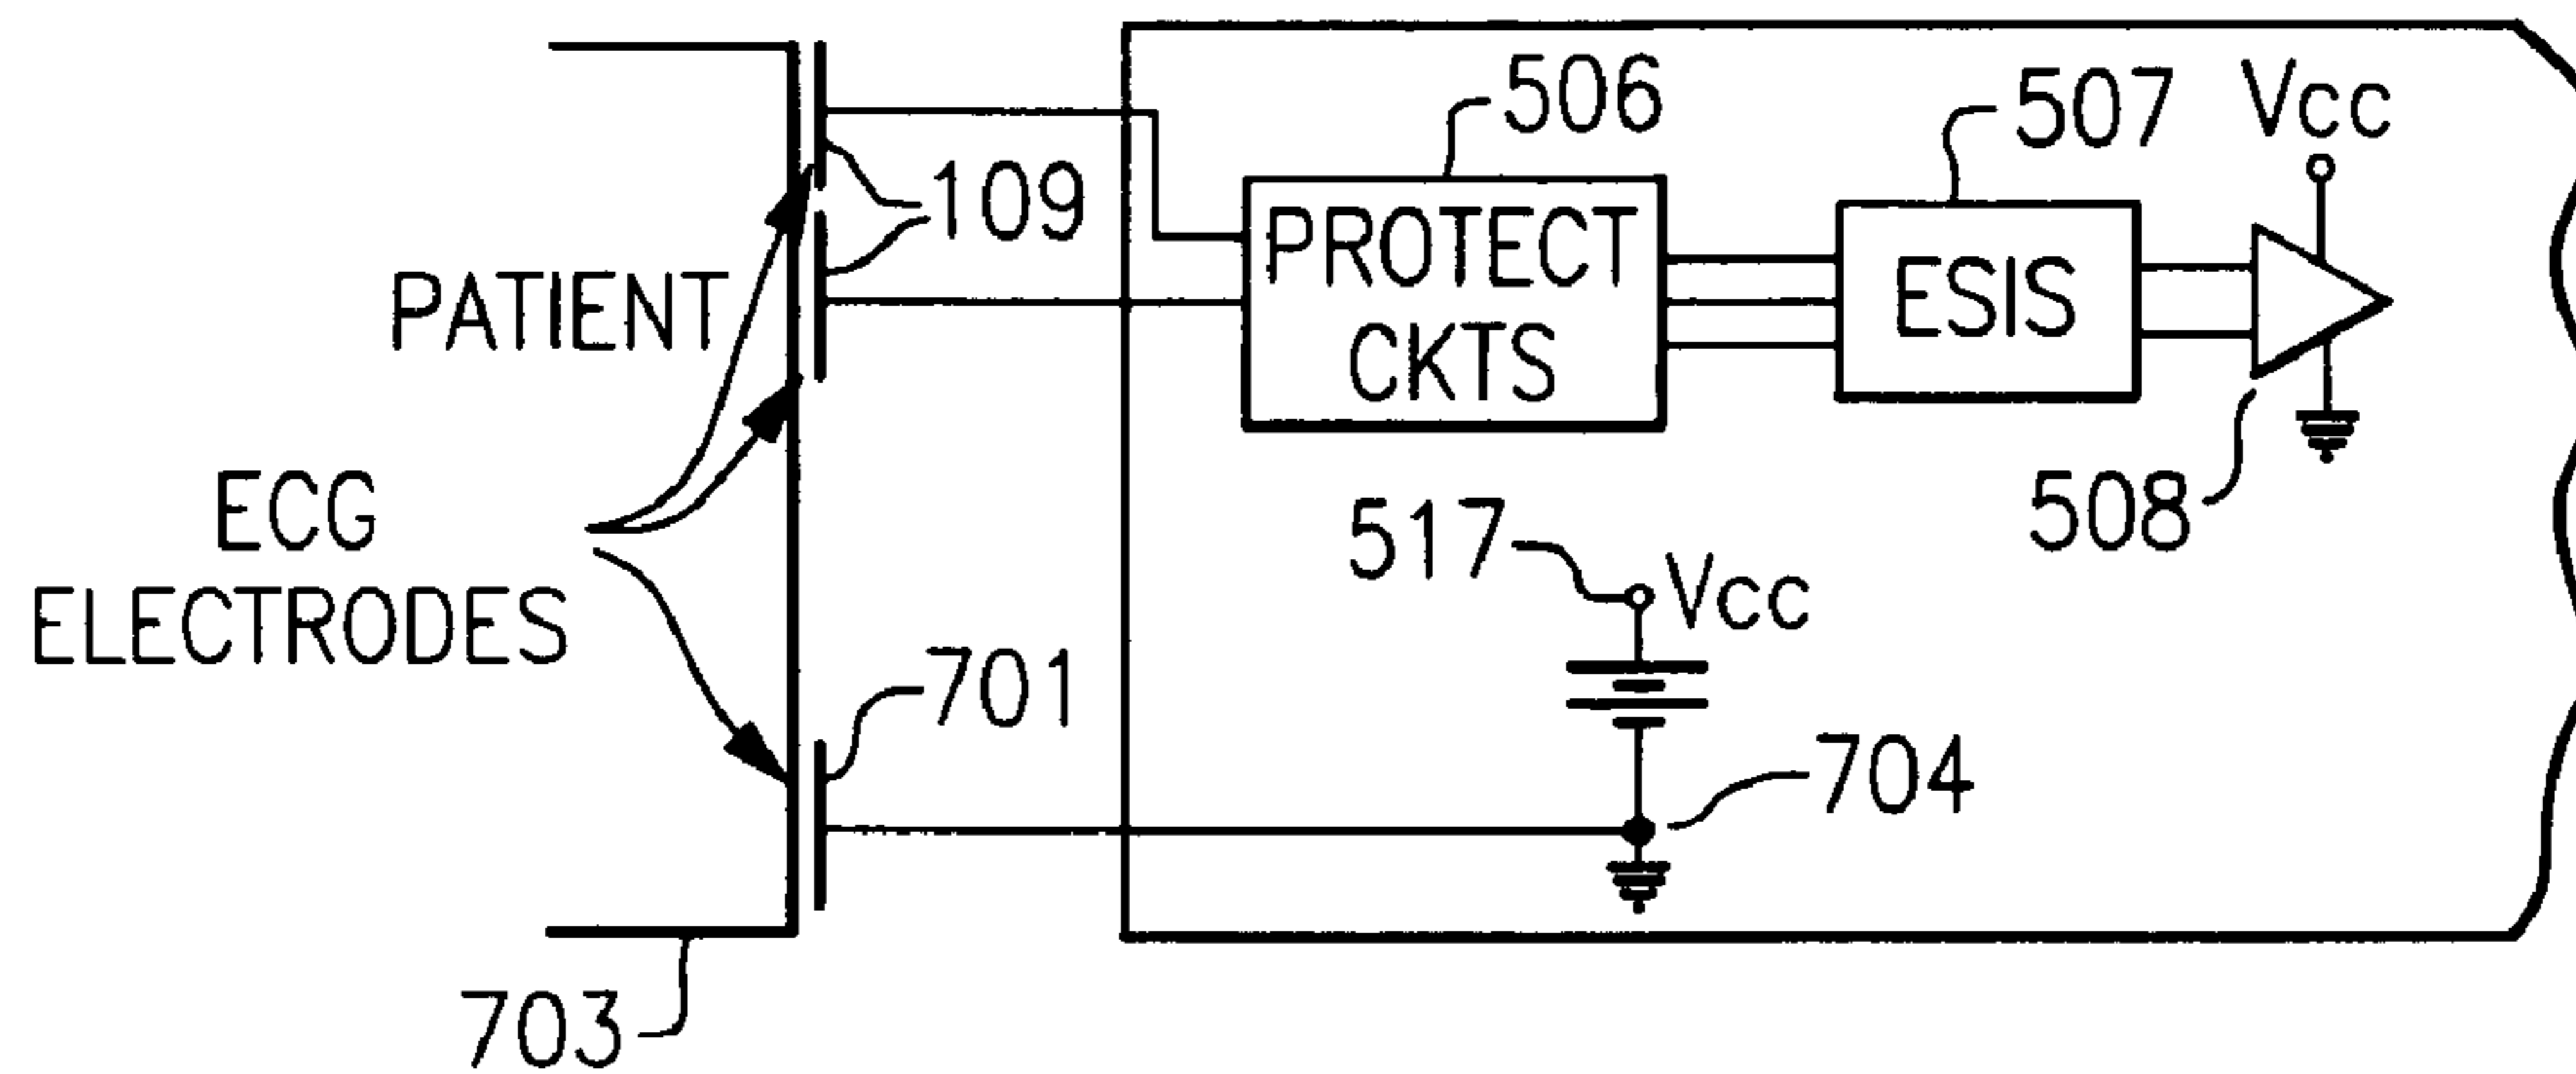 506
507
Vcc
109
PROTECT
CKTS
ESIS
PATIENT
508
ECG
ELECTRODES
517
Vcc
701
704
703